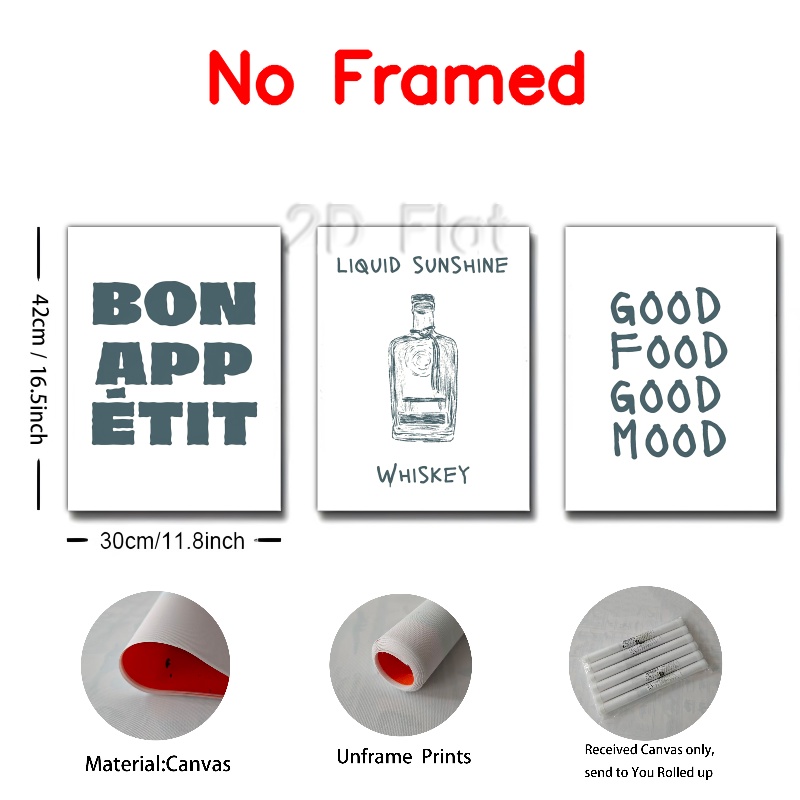 No Framed
2D Flat
BON
APP
ÉTIT
LIQUID SUNSHINE
WHISKEY
GOOD
FOOD
GOOD
MOOD
42cm / 16.5inch
30cm/11.8inch
Material:Canvas
Unframe Prints
Received Canvas only,
send to You Rolled up